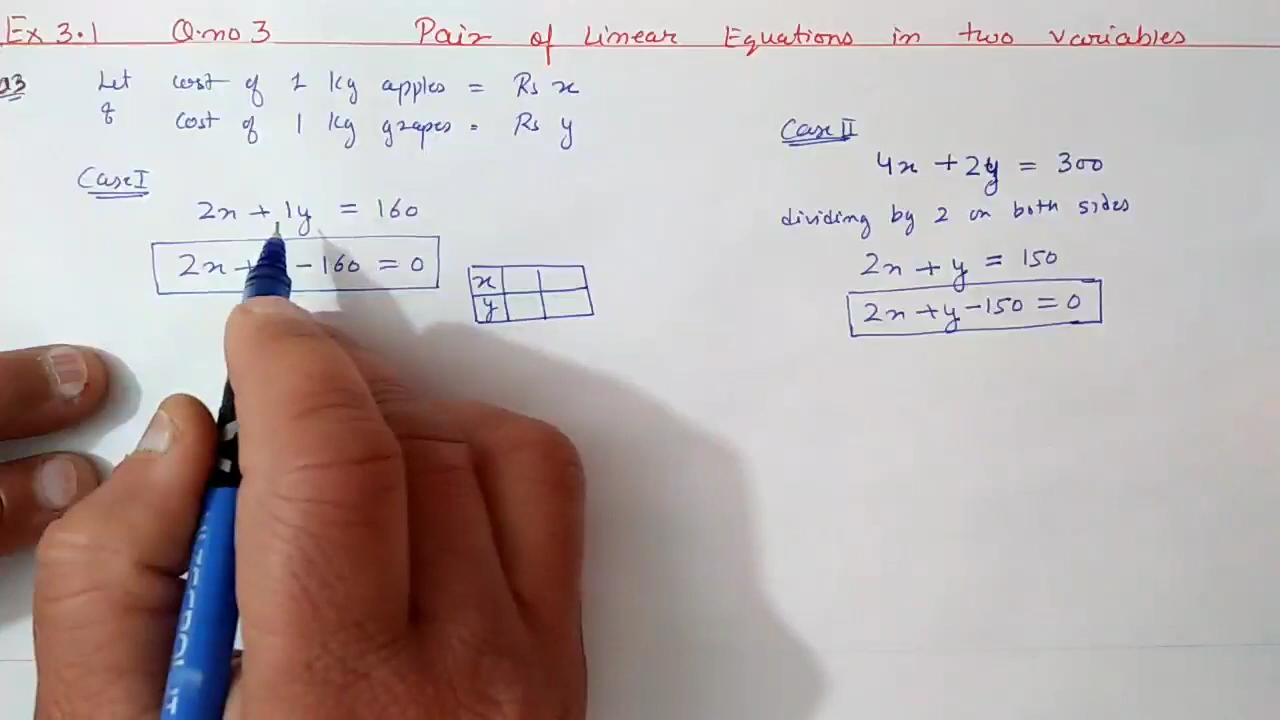 Ex 3.1 Q.no 3 Pair of Linear Equations in two variables
Q3 Let cost of 1 kg apples = Rs x
& cost of 1 kg grapes = Rs y
Case I
2x + 1y = 160
2x + - 160 = 0
x
y
Case II
4x + 2y = 300
dividing by 2 on both sides
2x + y = 150
2x + y - 150 = 0